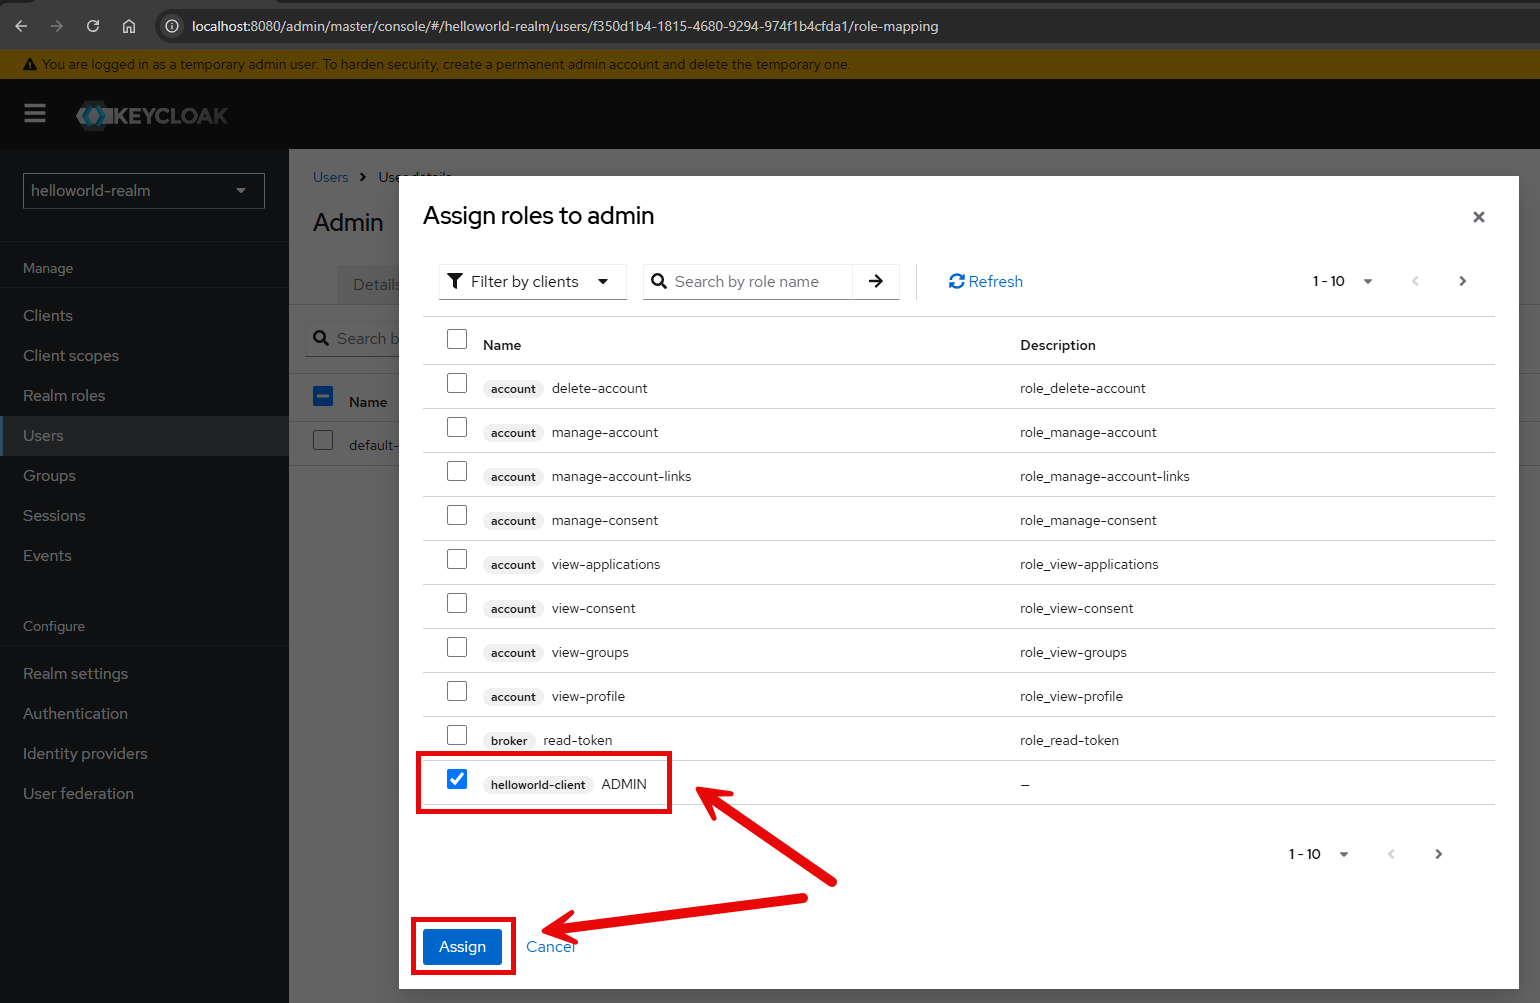 localhost:8080/admin/master/console/#/helloworld-realm/users/f350d1b4-1815-4680-9294-974f1b4cfda1/role-mapping
You are logged in as a temporary admin user. To harden security, create a permanent admin account and delete the temporary one.
KEYCLOAK
helloworld-realm
Manage
Clients
Client scopes
Realm roles
Users
Groups
Sessions
Events
Configure
Realm settings
Authentication
Identity providers
User federation
Users > User details
Admin
Details
Search b
Name
default-
Assign roles to admin
Filter by clients
Search by role name
Refresh
1 - 10
Name Description
account delete-account role_delete-account
account manage-account role_manage-account
account manage-account-links role_manage-account-links
account manage-consent role_manage-consent
account view-applications role_view-applications
account view-consent role_view-consent
account view-groups role_view-groups
account view-profile role_view-profile
broker read-token role_read-token
helloworld-client ADMIN –
1 - 10
Assign Cancel